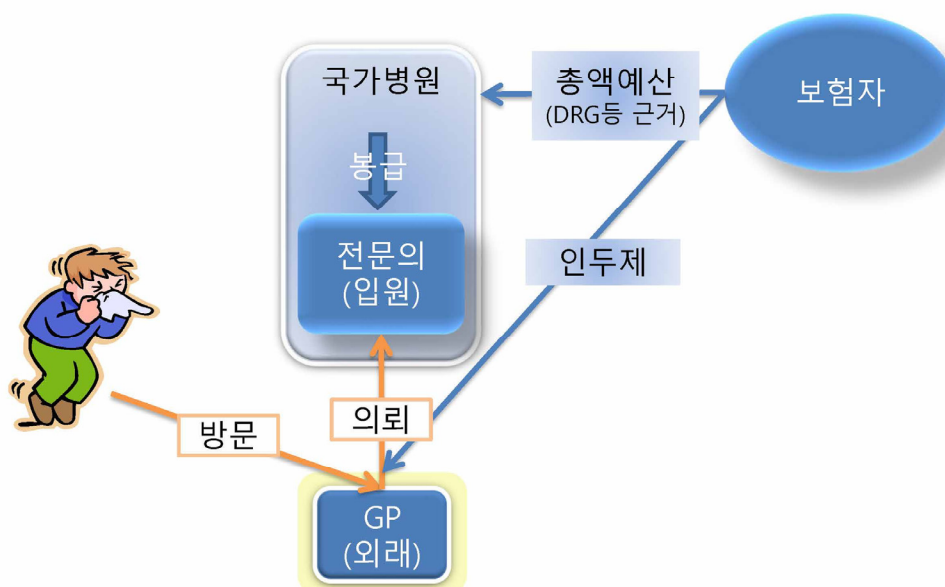 국가병원
총액예산
(DRG등 근거)
보험자
봉급
전문의
(입원)
인두제
방문
의뢰
GP
(외래)